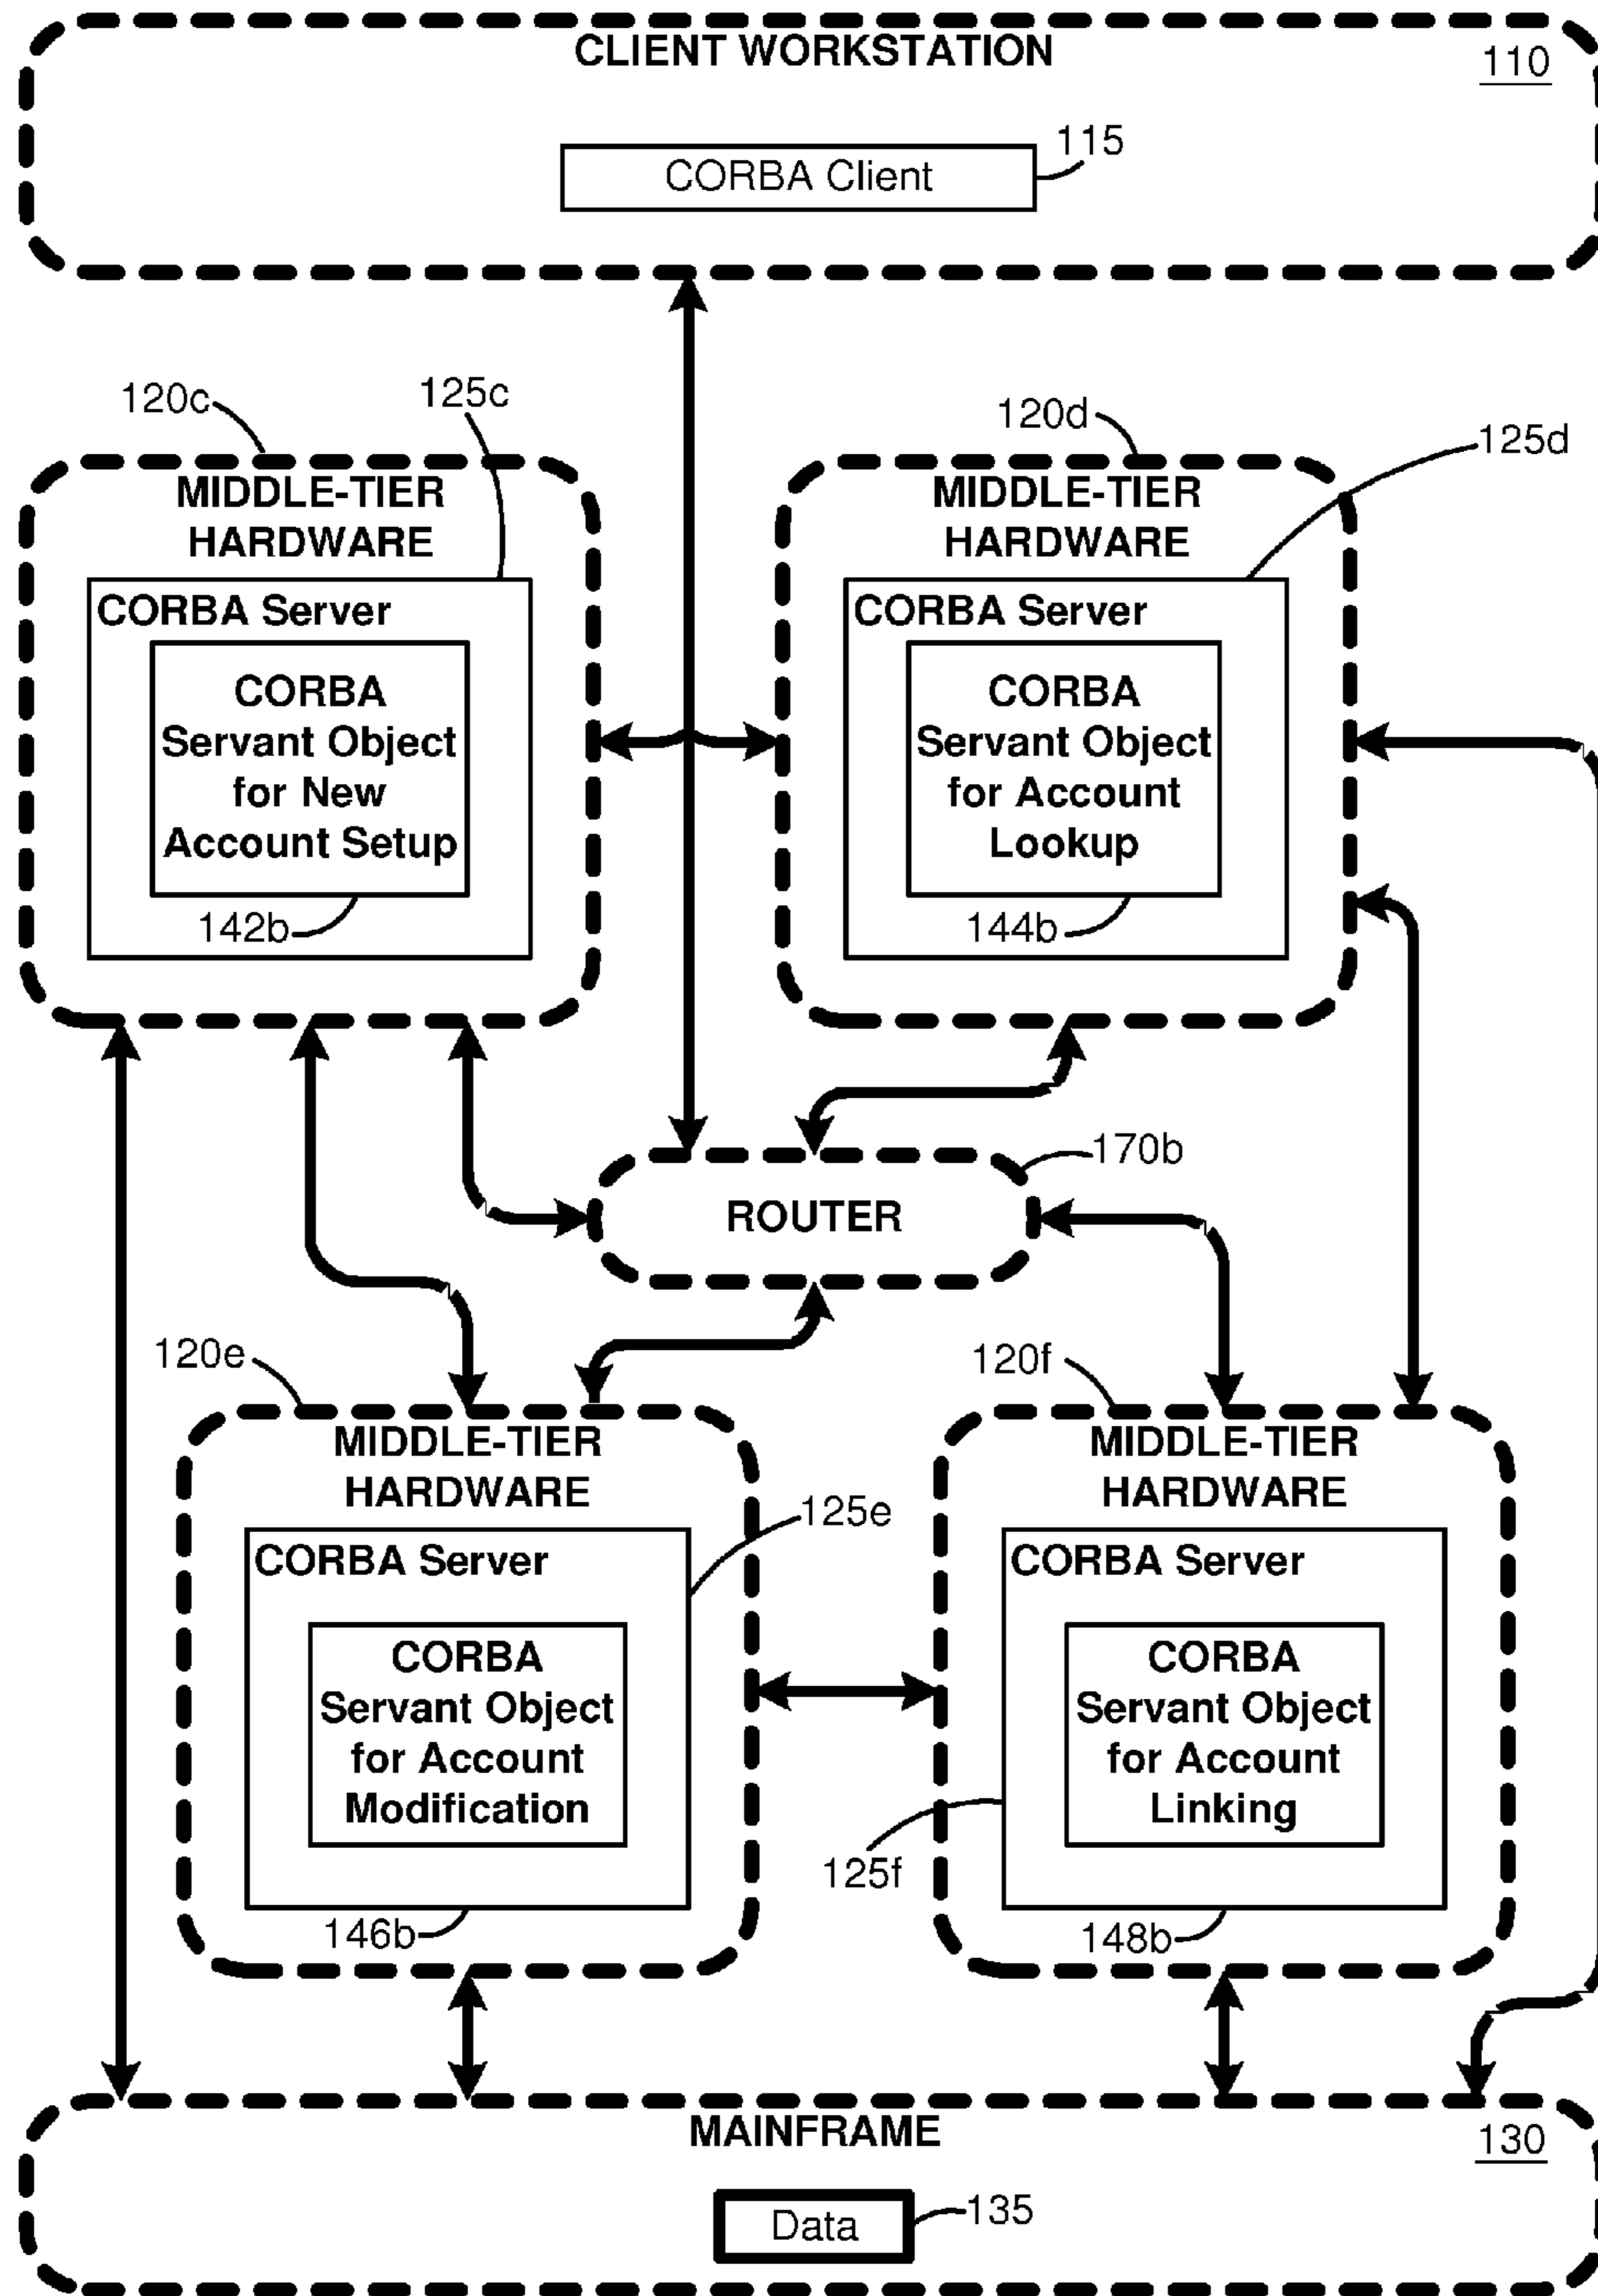 CLIENT WORKSTATION
110
CORBA Client
115
120c
125c
120d
125d
MIDDLE-TIER
HARDWARE
CORBA Server
CORBA
Servant Object
for New
Account Setup
142b
MIDDLE-TIER
HARDWARE
CORBA Server
CORBA
Servant Object
for Account
Lookup
144b
170b
ROUTER
120e
120f
MIDDLE-TIER
HARDWARE
125e
CORBA Server
CORBA
Servant Object
for Account
Modification
146b
MIDDLE-TIER
HARDWARE
CORBA Server
CORBA
Servant Object
for Account
Linking
125f
148b
MAINFRAME
130
Data
135